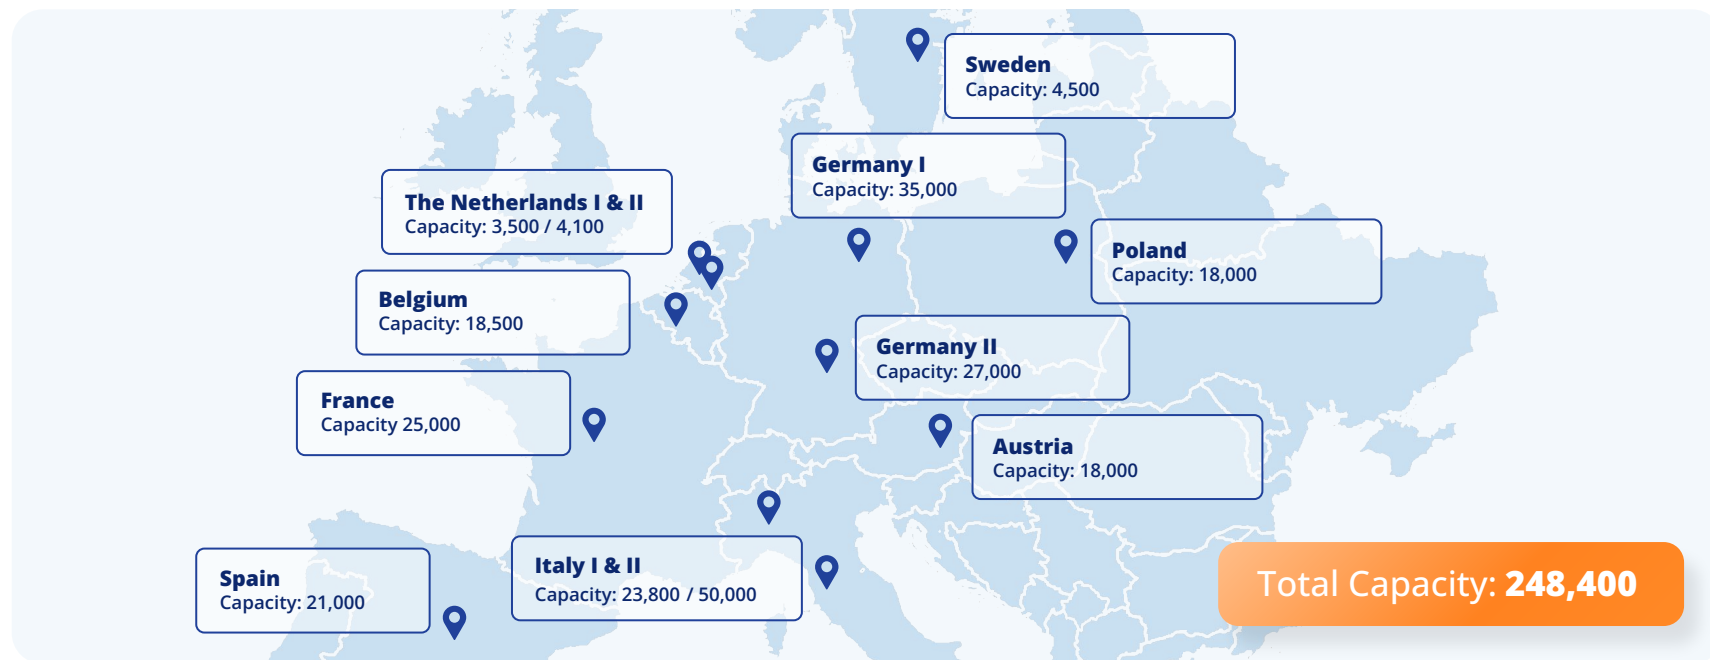 Sweden
Capacity: 4,500
Germany I
Capacity: 35,000
The Netherlands I & II
Capacity: 3,500 / 4,100
Poland
Capacity: 18,000
Belgium
Capacity: 18,500
Germany II
Capacity: 27,000
France
Capacity 25,000
Austria
Capacity: 18,000
Italy I & II
Capacity: 23,800 / 50,000
Spain
Capacity: 21,000
Total Capacity: 248,400